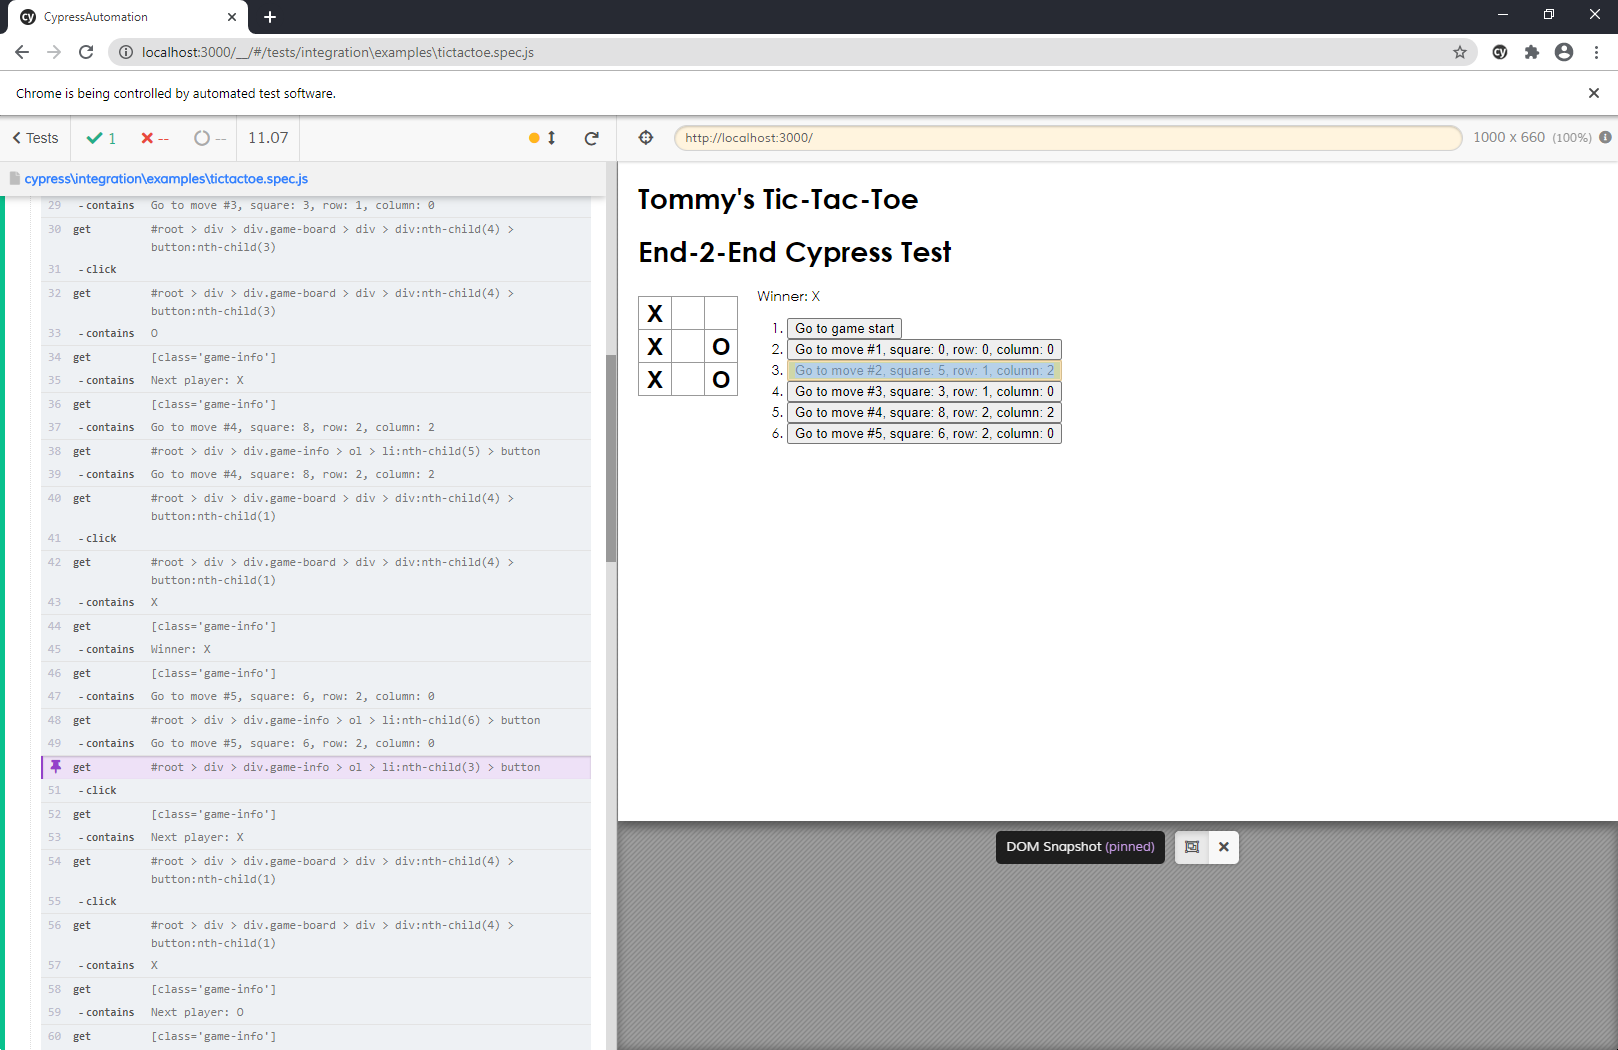 CypressAutomation
localhost:3000/__/#/tests/integration\examples\tictactoe.spec.js
Chrome is being controlled by automated test software.
Tests 1 -- -- 11.07
http://localhost:3000/ 1000 x 660 (100%)
cypress\integration\examples\tictactoe.spec.js
29 - contains Go to move #3, square: 3, row: 1, column: 0
30 get #root > div > div.game-board > div > div:nth-child(4) >
button:nth-child(3)
31 - click
32 get #root > div > div.game-board > div > div:nth-child(4) >
button:nth-child(3)
33 - contains O
34 get [class='game-info']
35 - contains Next player: X
36 get [class='game-info']
37 - contains Go to move #4, square: 8, row: 2, column: 2
38 get #root > div > div.game-info > ol > li:nth-child(5) > button
39 - contains Go to move #4, square: 8, row: 2, column: 2
40 get #root > div > div.game-board > div > div:nth-child(4) >
button:nth-child(1)
41 - click
42 get #root > div > div.game-board > div > div:nth-child(4) >
button:nth-child(1)
43 - contains X
44 get [class='game-info']
45 - contains Winner: X
46 get [class='game-info']
47 - contains Go to move #5, square: 6, row: 2, column: 0
48 get #root > div > div.game-info > ol > li:nth-child(6) > button
49 - contains Go to move #5, square: 6, row: 2, column: 0
get #root > div > div.game-info > ol > li:nth-child(3) > button
51 - click
52 get [class='game-info']
53 - contains Next player: X
54 get #root > div > div.game-board > div > div:nth-child(4) >
button:nth-child(1)
55 - click
56 get #root > div > div.game-board > div > div:nth-child(4) >
button:nth-child(1)
57 - contains X
58 get [class='game-info']
59 - contains Next player: O
60 get [class='game-info']
Tommy's Tic-Tac-Toe
End-2-End Cypress Test
X
X O
X O
Winner: X
1. Go to game start
2. Go to move #1, square: 0, row: 0, column: 0
3. Go to move #2, square: 5, row: 1, column: 2
4. Go to move #3, square: 3, row: 1, column: 0
5. Go to move #4, square: 8, row: 2, column: 2
6. Go to move #5, square: 6, row: 2, column: 0
DOM Snapshot (pinned)